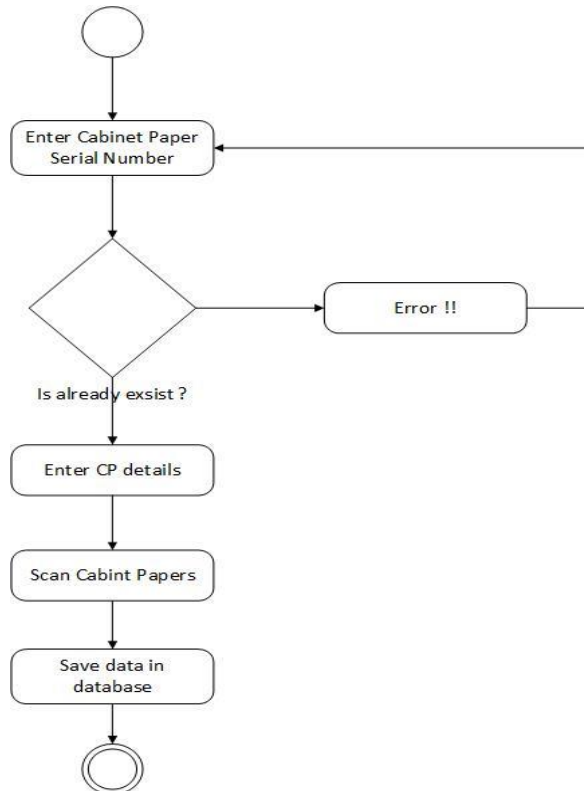 Enter Cabinet Paper
Serial Number
Error !!
Is already exsist ?
Enter CP details
Scan Cabint Papers
Save data in
database